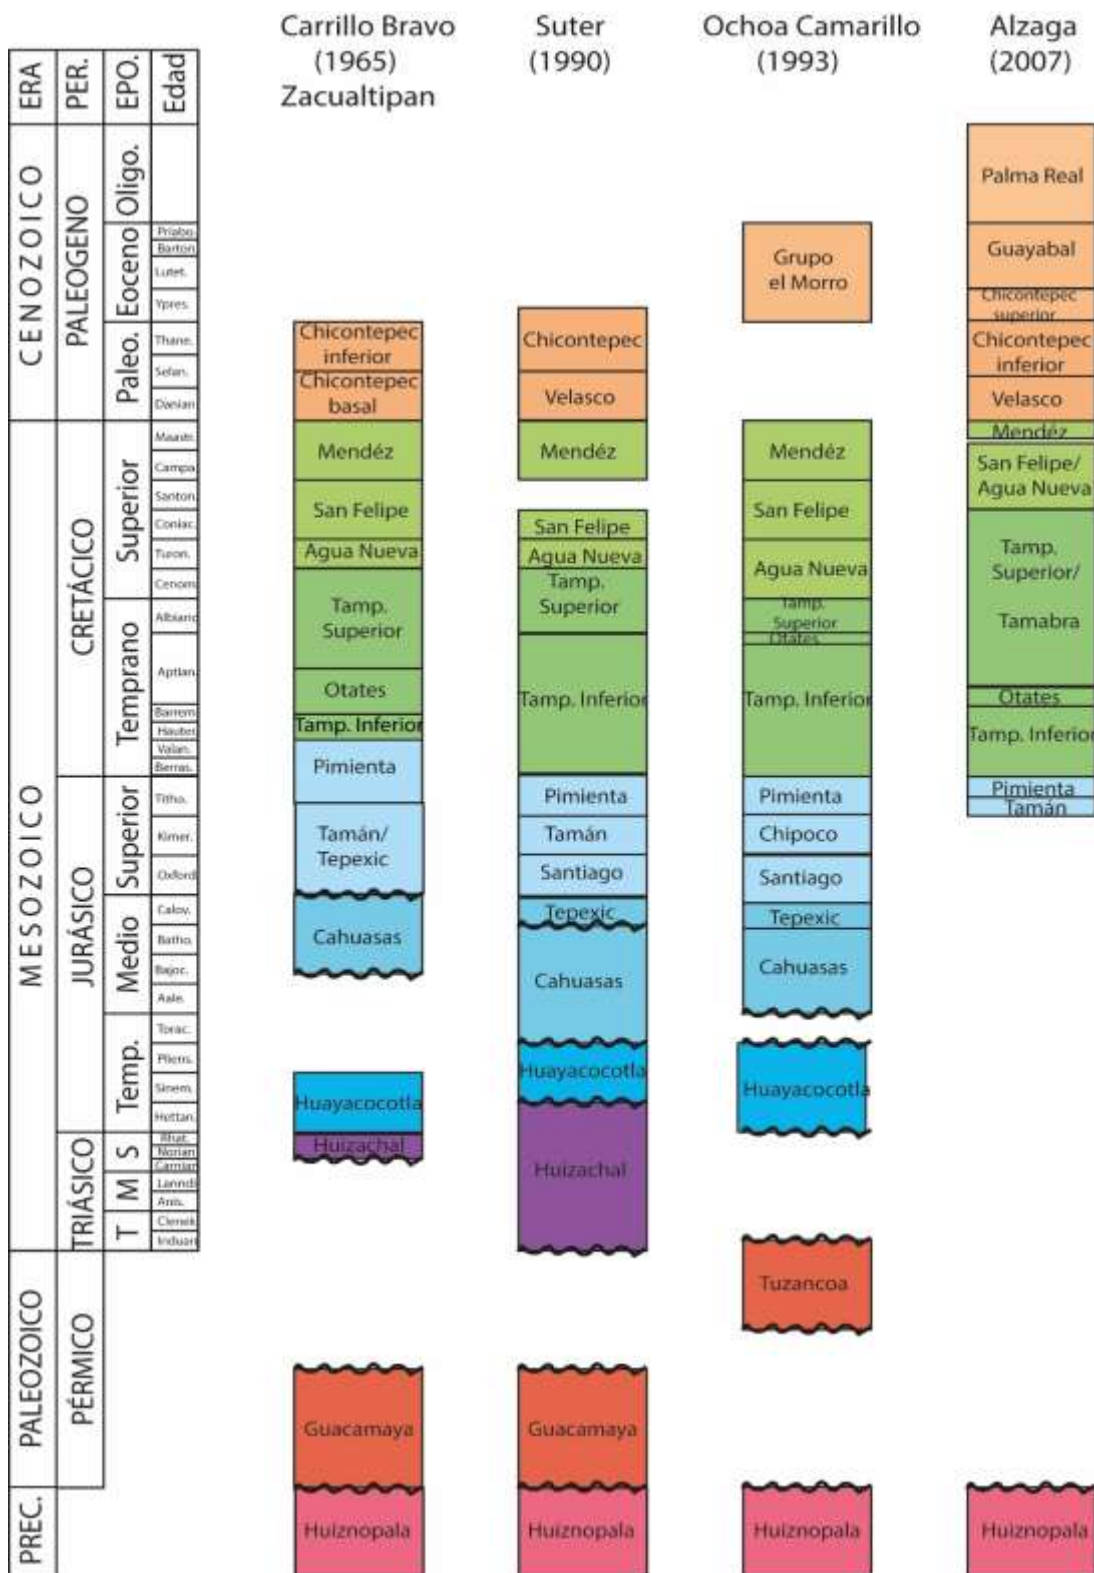 Carrillo Bravo
(1965)
Zacualtipan
Suter
(1990)
Ochoa Camarillo
(1993)
Alzaga
(2007)
ERA
PER.
EPO.
Edad
CENOZOICO
PALEOGENO
Oligo.
Eoceno
Priabo.
Barton.
Lutet.
Ypres.
Paleo.
Thane.
Selan.
Danian
MESOZOICO
CRETÁCICO
Superior
Maastr.
Campa.
Santon.
Coniac.
Turon.
Cenom
Temprano
Albiano
Aptian.
Barrem
Hauter
Valan.
Berras.
JURÁSICO
Superior
Titho.
Kimer.
Oxford
Medio
Calov.
Batho.
Bajoc.
Aale.
Temp.
Torac.
Pliens.
Sinem.
Hettan.
TRIÁSICO
S
Rhat.
Norian
Carnian
M
Lanndi
Anis.
T
Induan
PALEOZOICO
PÉRMICO
PREC.
Chicontepec
inferior
Chicontepec
basal
Mendéz
San Felipe
Agua Nueva
Tamp.
Superior
Otates
Tamp. Inferior
Pimienta
Tamán/
Tepexic
Cahuasas
Huayacocotla
Huizachal
Guacamaya
Huiznopala
Chicontepec
Velasco
Mendéz
San Felipe
Agua Nueva
Tamp.
Superior
Tamp. Inferior
Pimienta
Tamán
Santiago
Tepexic
Cahuasas
Huayacocotla
Huizachal
Guacamaya
Huiznopala
Grupo
el Morro
Mendéz
San Felipe
Agua Nueva
Tamp.
Superior
Otates
Tamp. Inferior
Pimienta
Chipoco
Santiago
Tepexic
Cahuasas
Huayacocotla
Tuzancoa
Huiznopala
Palma Real
Guayabal
Chicontepec
superior
Chicontepec
inferior
Velasco
Mendéz
San Felipe/
Agua Nueva
Tamp.
Superior/
Tamabra
Otates
Tamp. Inferior
Pimienta
Tamán
Huiznopala